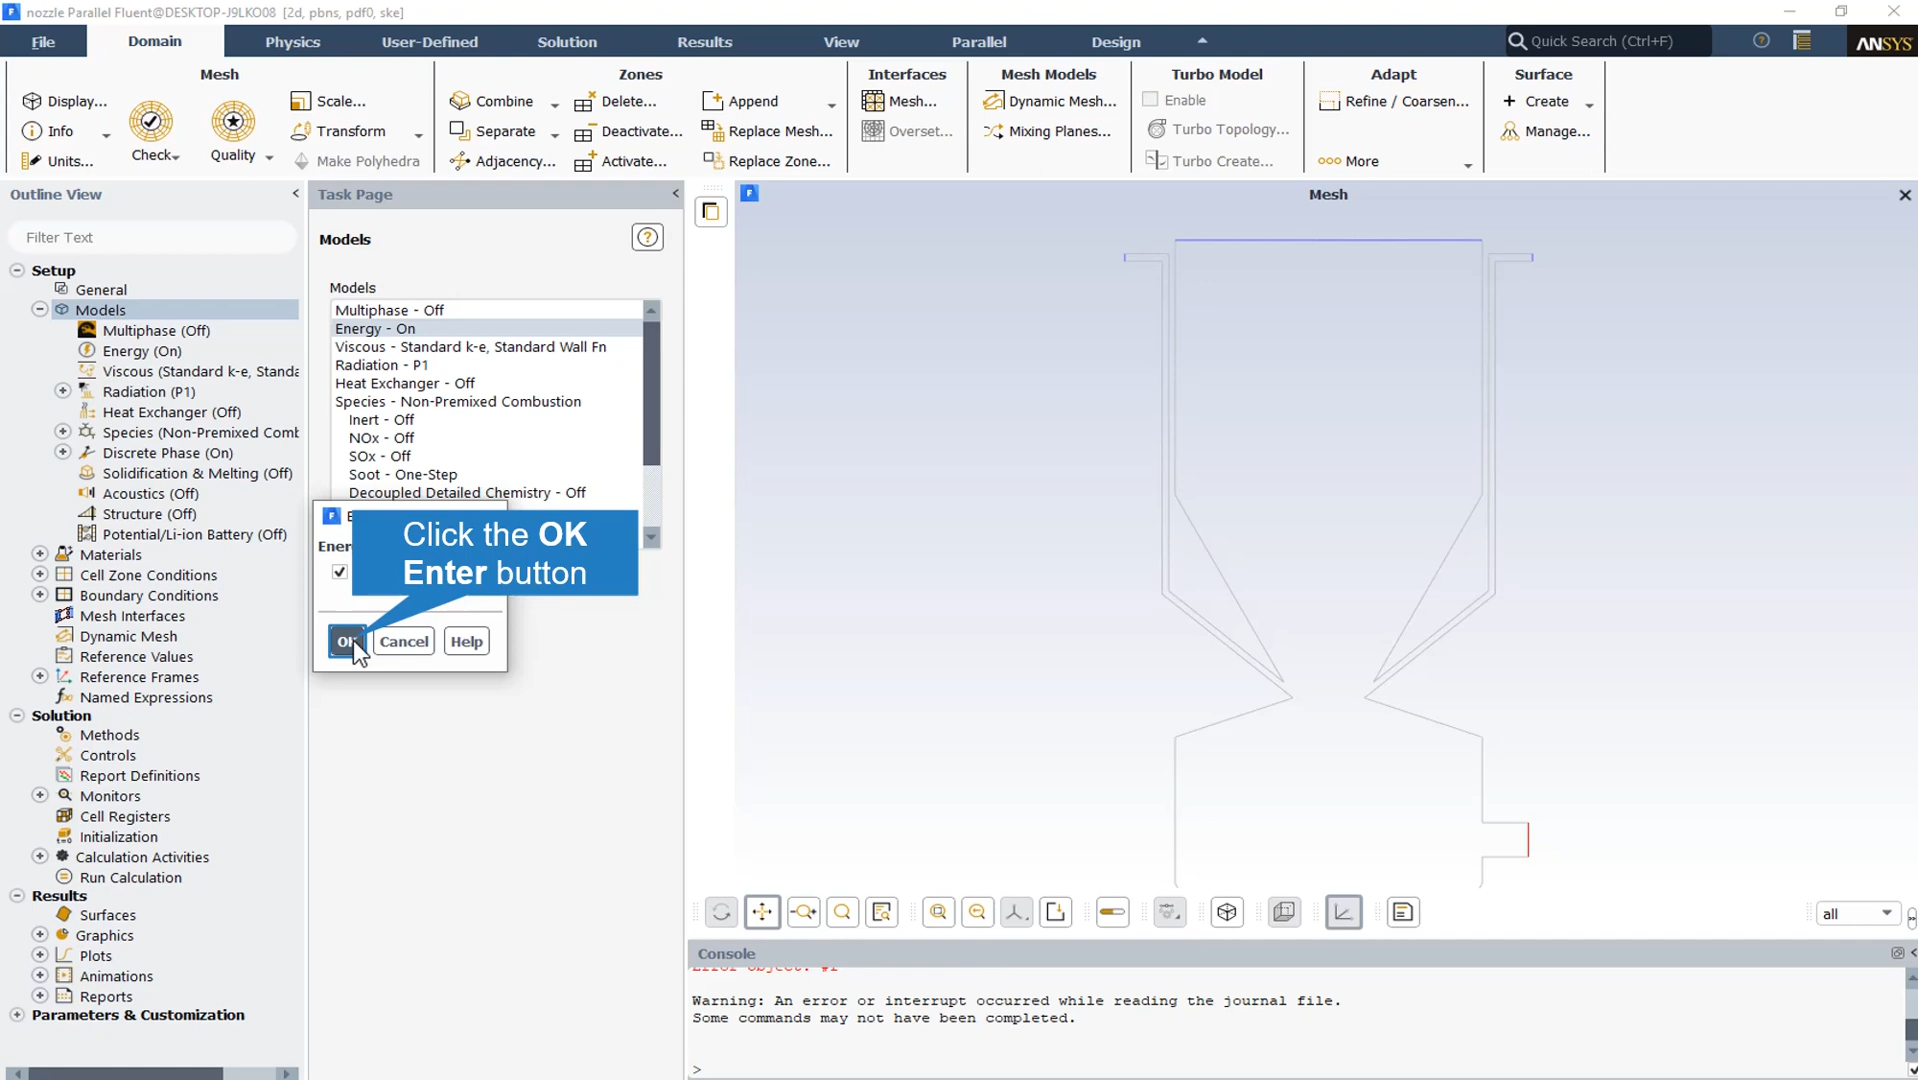 nozzle Parallel Fluent@DESKTOP-J9LKO08 [2d, pbns, pdf0, ske]
File
Domain
Physics
User-Defined
Solution
Results
View
Parallel
Design
Quick Search (Ctrl+F)
ANSYS
Mesh
Zones
Interfaces
Mesh Models
Turbo Model
Adapt
Surface
Display...
Info
Units...
Check
Quality
Scale...
Transform
Make Polyhedra
Combine
Separate
Adjacency...
Delete...
Deactivate...
Activate...
Append
Replace Mesh...
Replace Zone...
Mesh...
Overset...
Dynamic Mesh...
Mixing Planes...
Enable
Turbo Topology...
Turbo Create...
Refine / Coarsen...
More
Create
Manage...
Outline View
Filter Text
Setup
General
Models
Multiphase (Off)
Energy (On)
Viscous (Standard k-e, Standa
Radiation (P1)
Heat Exchanger (Off)
Species (Non-Premixed Comb
Discrete Phase (On)
Solidification & Melting (Off)
Acoustics (Off)
Structure (Off)
Potential/Li-ion Battery (Off)
Materials
Cell Zone Conditions
Boundary Conditions
Mesh Interfaces
Dynamic Mesh
Reference Values
Reference Frames
Named Expressions
Solution
Methods
Controls
Report Definitions
Monitors
Cell Registers
Initialization
Calculation Activities
Run Calculation
Results
Surfaces
Graphics
Plots
Animations
Reports
Parameters & Customization
Task Page
Models
Models
Multiphase - Off
Energy - On
Viscous - Standard k-e, Standard Wall Fn
Radiation - P1
Heat Exchanger - Off
Species - Non-Premixed Combustion
Inert - Off
NOx - Off
SOx - Off
Soot - One-Step
Decoupled Detailed Chemistry - Off
Click the OK
Enter button
Cancel
Help
Mesh
all
Console
Error Object: #f
Warning: An error or interrupt occurred while reading the journal file.
Some commands may not have been completed.
>